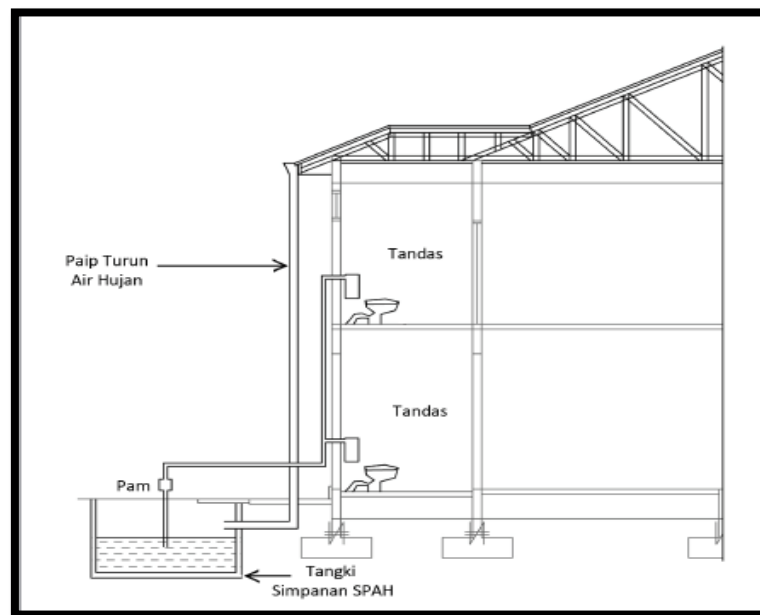 Tandas
Paip Turun
Air Hujan
Tandas
Pam
Tangki
Simpanan SPAH